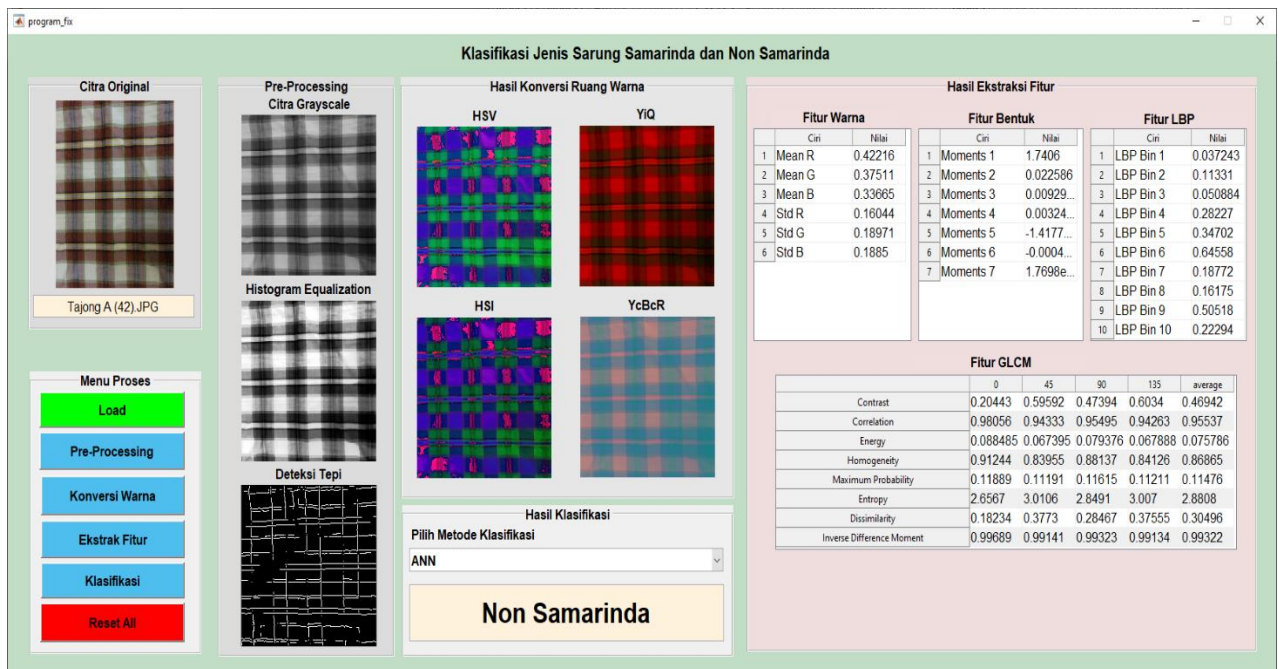 program_fix
Klasifikasi Jenis Sarung Samarinda dan Non Samarinda
Citra Original
Tajong A (42).JPG
Menu Proses
Load
Pre-Processing
Konversi Warna
Ekstrak Fitur
Klasifikasi
Reset All
Pre-Processing
Citra Grayscale
Histogram Equalization
Deteksi Tepi
Hasil Konversi Ruang Warna
HSV YiQ
HSI YcBcR
Hasil Klasifikasi
Pilih Metode Klasifikasi
ANN
Non Samarinda
Hasil Ekstraksi Fitur
Fitur Warna
Ciri Nilai
1 Mean R 0.42216
2 Mean G 0.37511
3 Mean B 0.33665
4 Std R 0.16044
5 Std G 0.18971
6 Std B 0.1885
Fitur Bentuk
Ciri Nilai
1 Moments 1 1.7406
2 Moments 2 0.022586
3 Moments 3 0.00929...
4 Moments 4 0.00324...
5 Moments 5 -1.4177...
6 Moments 6 -0.0004...
7 Moments 7 1.7698e...
Fitur LBP
Ciri Nilai
1 LBP Bin 1 0.037243
2 LBP Bin 2 0.11331
3 LBP Bin 3 0.050884
4 LBP Bin 4 0.28227
5 LBP Bin 5 0.34702
6 LBP Bin 6 0.64558
7 LBP Bin 7 0.18772
8 LBP Bin 8 0.16175
9 LBP Bin 9 0.50518
10 LBP Bin 10 0.22294
Fitur GLCM
0 45 90 135 average
Contrast 0.20443 0.59592 0.47394 0.6034 0.46942
Correlation 0.98056 0.94333 0.95495 0.94263 0.95537
Energy 0.088485 0.067395 0.079376 0.067888 0.075786
Homogeneity 0.91244 0.83955 0.88137 0.84126 0.86865
Maximum Probability 0.11889 0.11191 0.11615 0.11211 0.11476
Entropy 2.6567 3.0106 2.8491 3.007 2.8808
Dissimilarity 0.18234 0.3773 0.28467 0.37555 0.30496
Inverse Difference Moment 0.99689 0.99141 0.99323 0.99134 0.99322